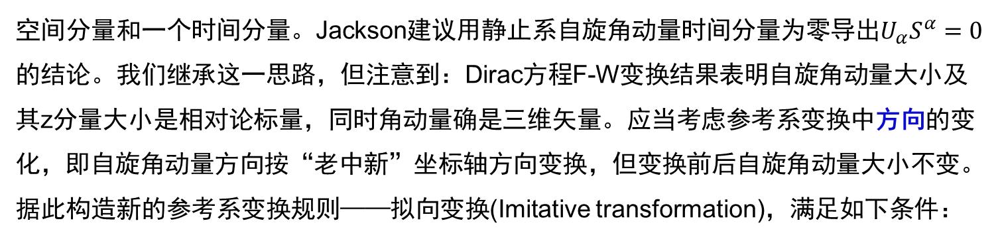 空间分量和一个时间分量。Jackson建议用静止系自旋角动量时间分量为零导出$U_{\alpha}S^{\alpha}=0$
的结论。我们继承这一思路，但注意到：Dirac方程F-W变换结果表明自旋角动量大小及
其z分量大小是相对论标量，同时角动量确是三维矢量。应当考虑参考系变换中方向的变
化，即自旋角动量方向按“老中新”坐标轴方向变换，但变换前后自旋角动量大小不变。
据此构造新的参考系变换规则——拟向变换(Imitative transformation)，满足如下条件：